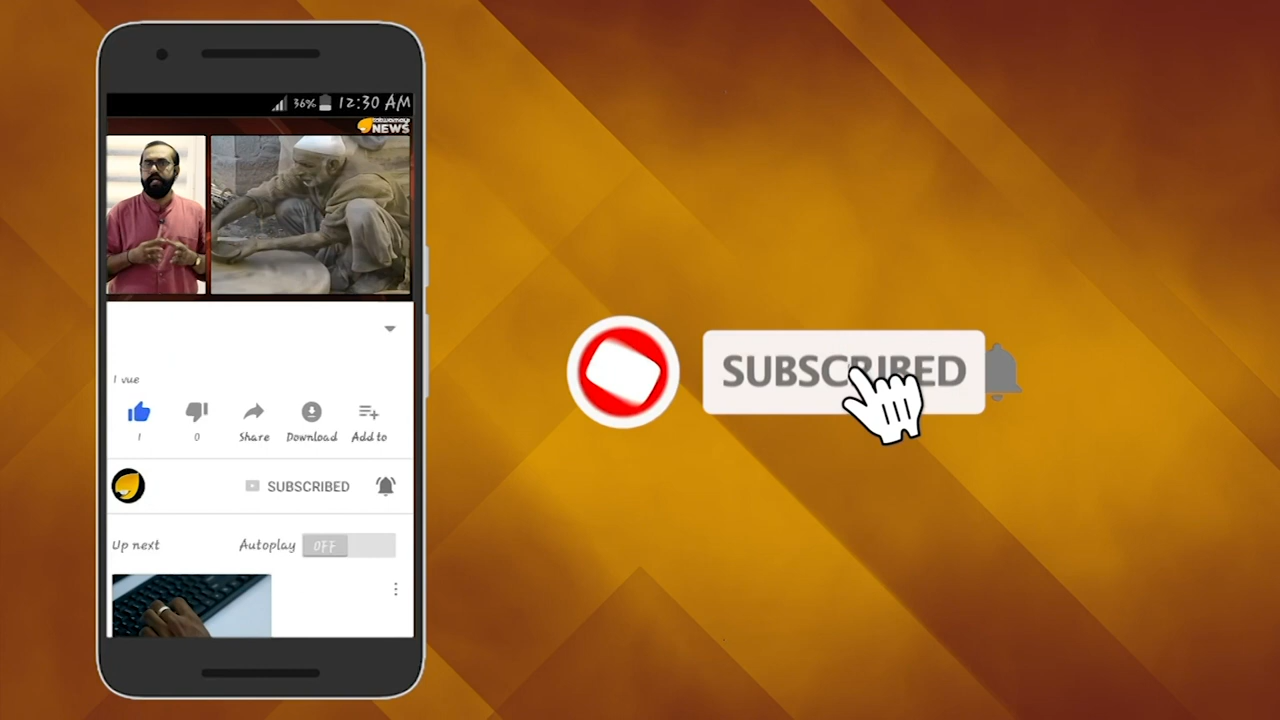 36% 12:30 AM
Tatwamayi
NEWS
1 vue
1 0 Share Download Add to
SUBSCRIBED
Up next Autoplay OFF
SUBSCRIBED